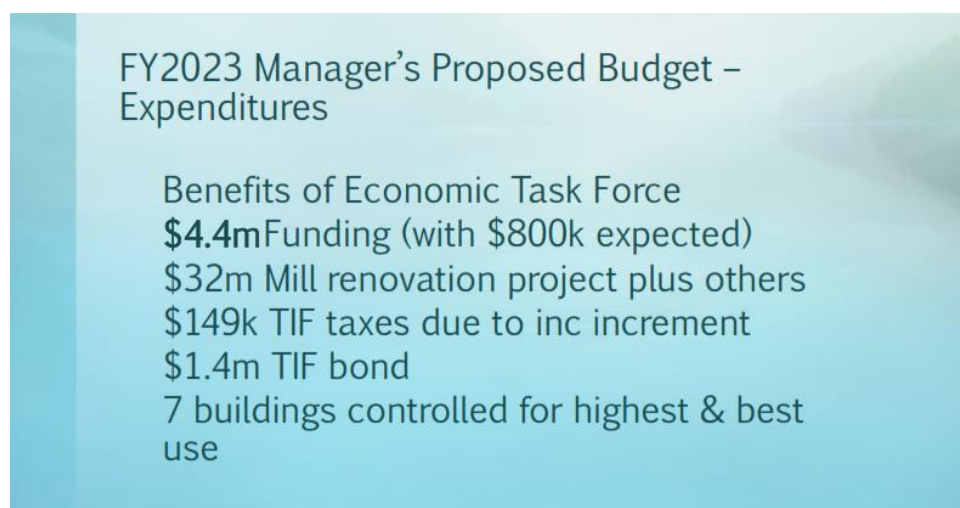 FY2023 Manager’s Proposed Budget –
Expenditures
Benefits of Economic Task Force
$4.4mFunding (with $800k expected)
$32m Mill renovation project plus others
$149k TIF taxes due to inc increment
$1.4m TIF bond
7 buildings controlled for highest & best
use